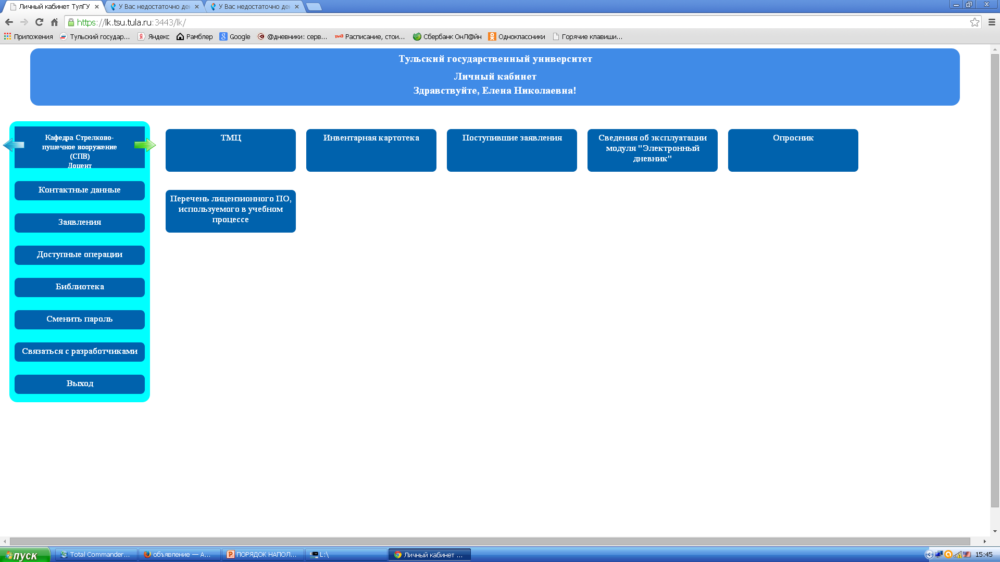 Личный кабинет ТулГУ
У Вас недостаточно ден
У Вас недостаточно ден
https://lk.tsu.tula.ru:3443/lk/
Приложения
Тульский государ...
Яндекс
Рамблер
Google
@дневники: серв...
Расписание, стои...
Сбербанк ОнЛ@йн
Одноклассники
Горячие клавиши...
Тульский государственный университет
Личный кабинет
Здравствуйте, Елена Николаевна!
Кафедра Стрелково-
пушечное вооружение
(СПВ)
Доцент
Контактные данные
Заявления
Доступные операции
Библиотека
Сменить пароль
Связаться с разработчиками
Выход
ТМЦ
Инвентарная картотека
Поступившие заявления
Сведения об эксплуатации
модуля "Электронный
дневник"
Опросник
Перечень лицензионного ПО,
используемого в учебном
процессе
пуск
Total Commander...
объявление — A...
ПОРЯДОК НАПОЛ...
L:\
Личный кабинет ...
15:45